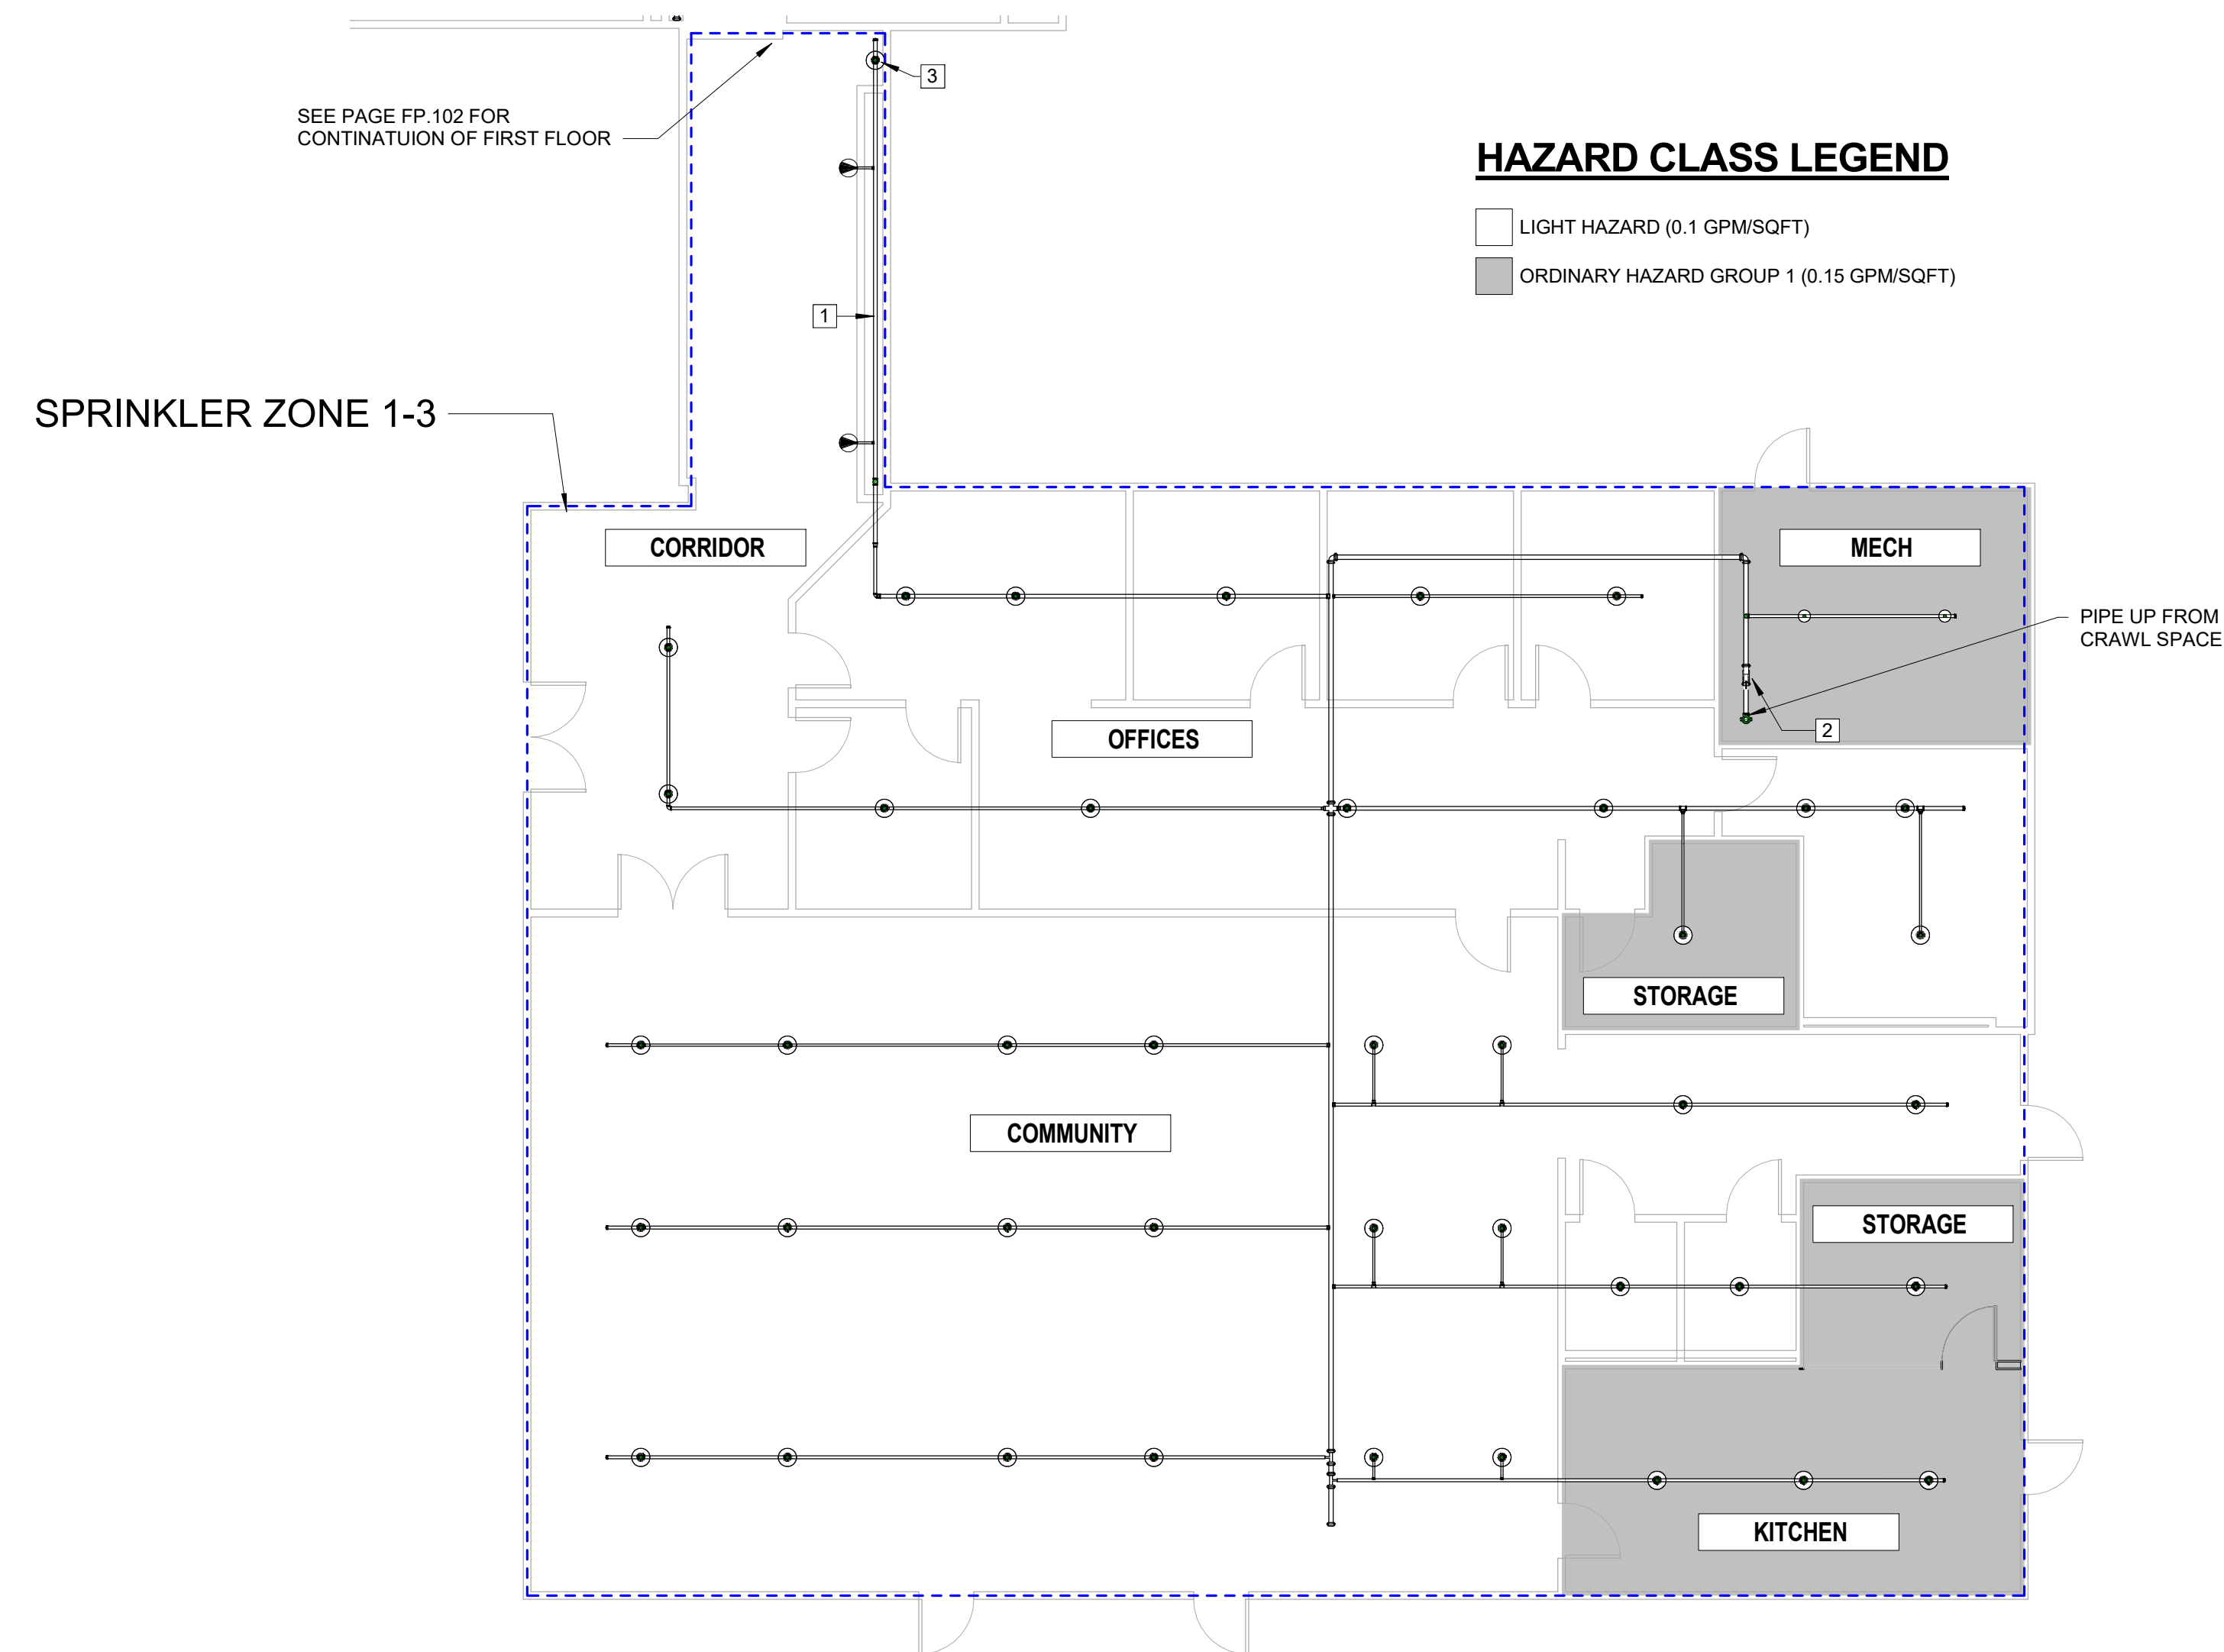 3
SEE PAGE FP.102 FOR
CONTINATUION OF FIRST FLOOR
HAZARD CLASS LEGEND
LIGHT HAZARD (0.1 GPM/SQFT)
ORDINARY HAZARD GROUP 1 (0.15 GPM/SQFT)
1
SPRINKLER ZONE 1-3
CORRIDOR
MECH
PIPE UP FROM
CRAWL SPACE
2
OFFICES
STORAGE
COMMUNITY
STORAGE
KITCHEN